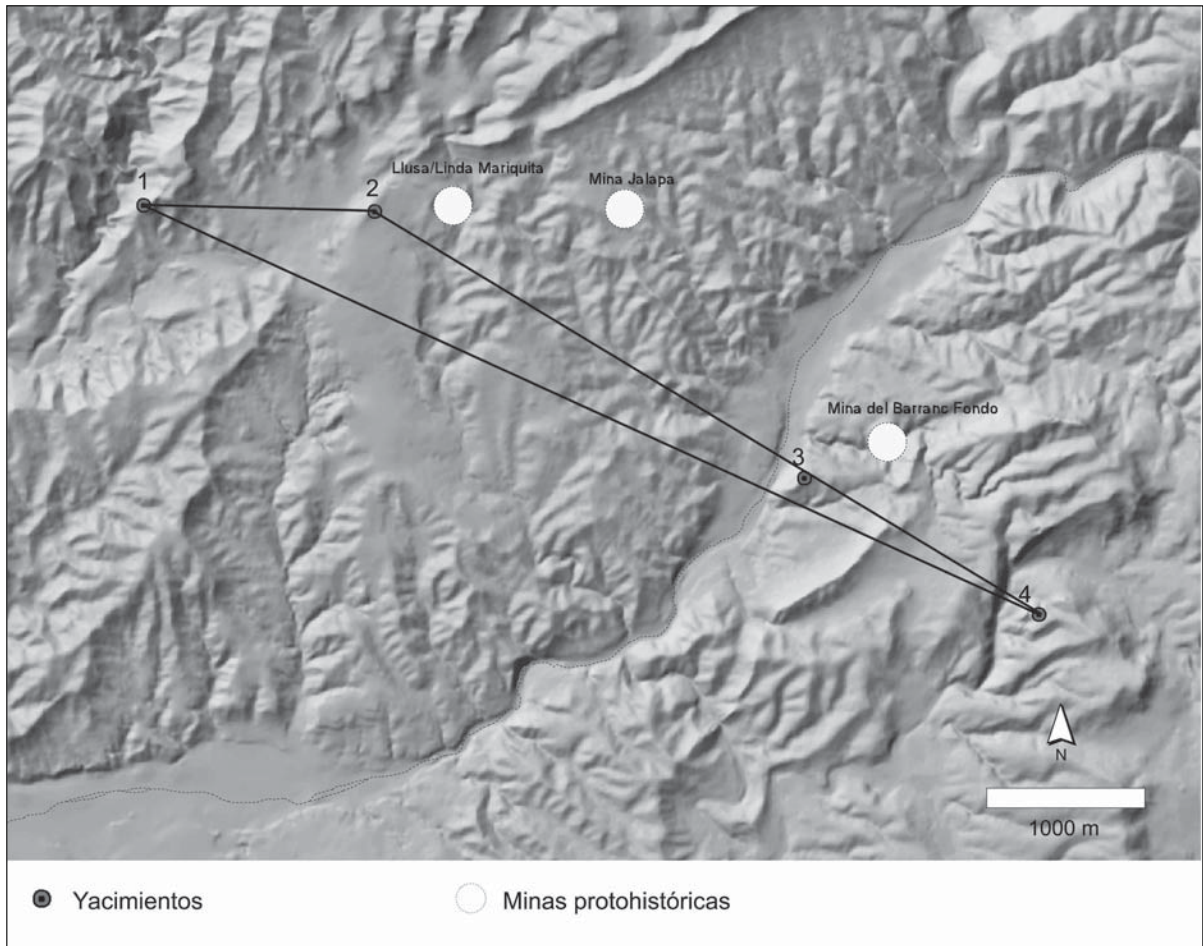 Llusa/Linda Mariquita
Mina Jalapa
1
2
Mina del Barranc Fondo
3
4
N
1000 m
Yacimientos
Minas protohistóricas